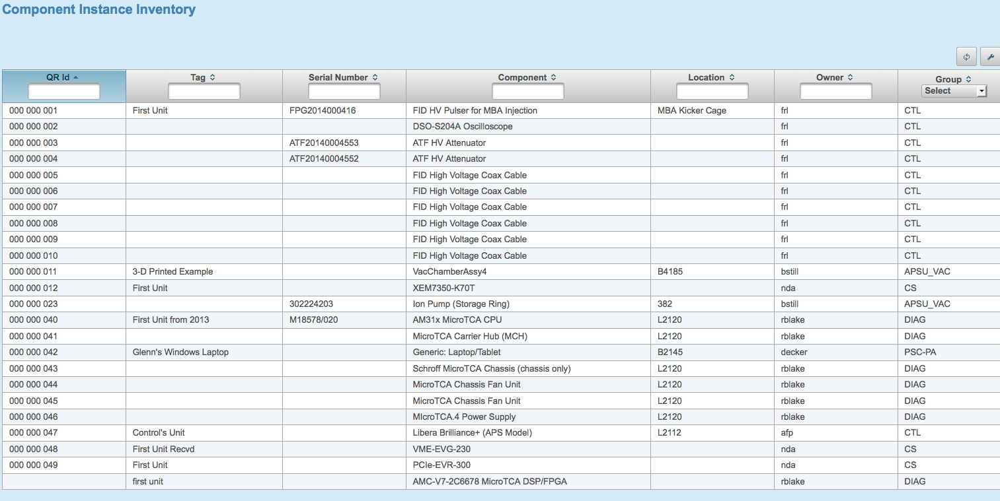 Component Instance Inventory
QR Id Tag Serial Number Component Location Owner Group
Select
000 000 001 First Unit FPG2014000416 FID HV Pulser for MBA Injection MBA Kicker Cage frl CTL
000 000 002 DSO-S204A Oscilloscope frl CTL
000 000 003 ATF20140004553 ATF HV Attenuator frl CTL
000 000 004 ATF20140004552 ATF HV Attenuator frl CTL
000 000 005 FID High Voltage Coax Cable frl CTL
000 000 006 FID High Voltage Coax Cable frl CTL
000 000 007 FID High Voltage Coax Cable frl CTL
000 000 008 FID High Voltage Coax Cable frl CTL
000 000 009 FID High Voltage Coax Cable frl CTL
000 000 010 FID High Voltage Coax Cable frl CTL
000 000 011 3-D Printed Example VacChamberAssy4 B4185 bstill APSU_VAC
000 000 012 First Unit XEM7350-K70T nda CS
000 000 023 302224203 Ion Pump (Storage Ring) 382 bstill APSU_VAC
000 000 040 First Unit from 2013 M18578/020 AM31x MicroTCA CPU L2120 rblake DIAG
000 000 041 MicroTCA Carrier Hub (MCH) L2120 rblake DIAG
000 000 042 Glenn's Windows Laptop Generic: Laptop/Tablet B2145 decker PSC-PA
000 000 043 Schroff MicroTCA Chassis (chassis only) L2120 rblake DIAG
000 000 044 MicroTCA Chassis Fan Unit L2120 rblake DIAG
000 000 045 MicroTCA Chassis Fan Unit L2120 rblake DIAG
000 000 046 MIcroTCA.4 Power Supply L2120 rblake DIAG
000 000 047 Control's Unit Libera Brilliance+ (APS Model) L2112 afp CTL
000 000 048 First Unit Recvd VME-EVG-230 nda CS
000 000 049 First Unit PCIe-EVR-300 nda CS
first unit AMC-V7-2C6678 MicroTCA DSP/FPGA rblake DIAG